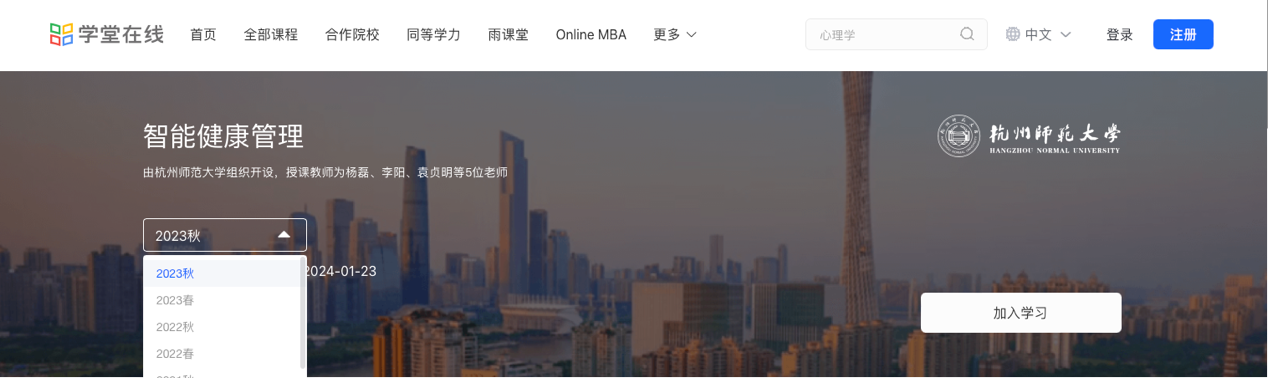 学堂在线 首页 全部课程 合作院校 同等学力 雨课堂 Online MBA 更多 心理学 中文 登录 注册
智能健康管理
杭州师范大学
HANGZHOU NORMAL UNIVERSITY
由杭州师范大学组织开设，授课教师为杨磊、李阳、袁贞明等5位老师
2023秋
2024-01-23
2023秋
2023春
2022秋
2022春
加入学习